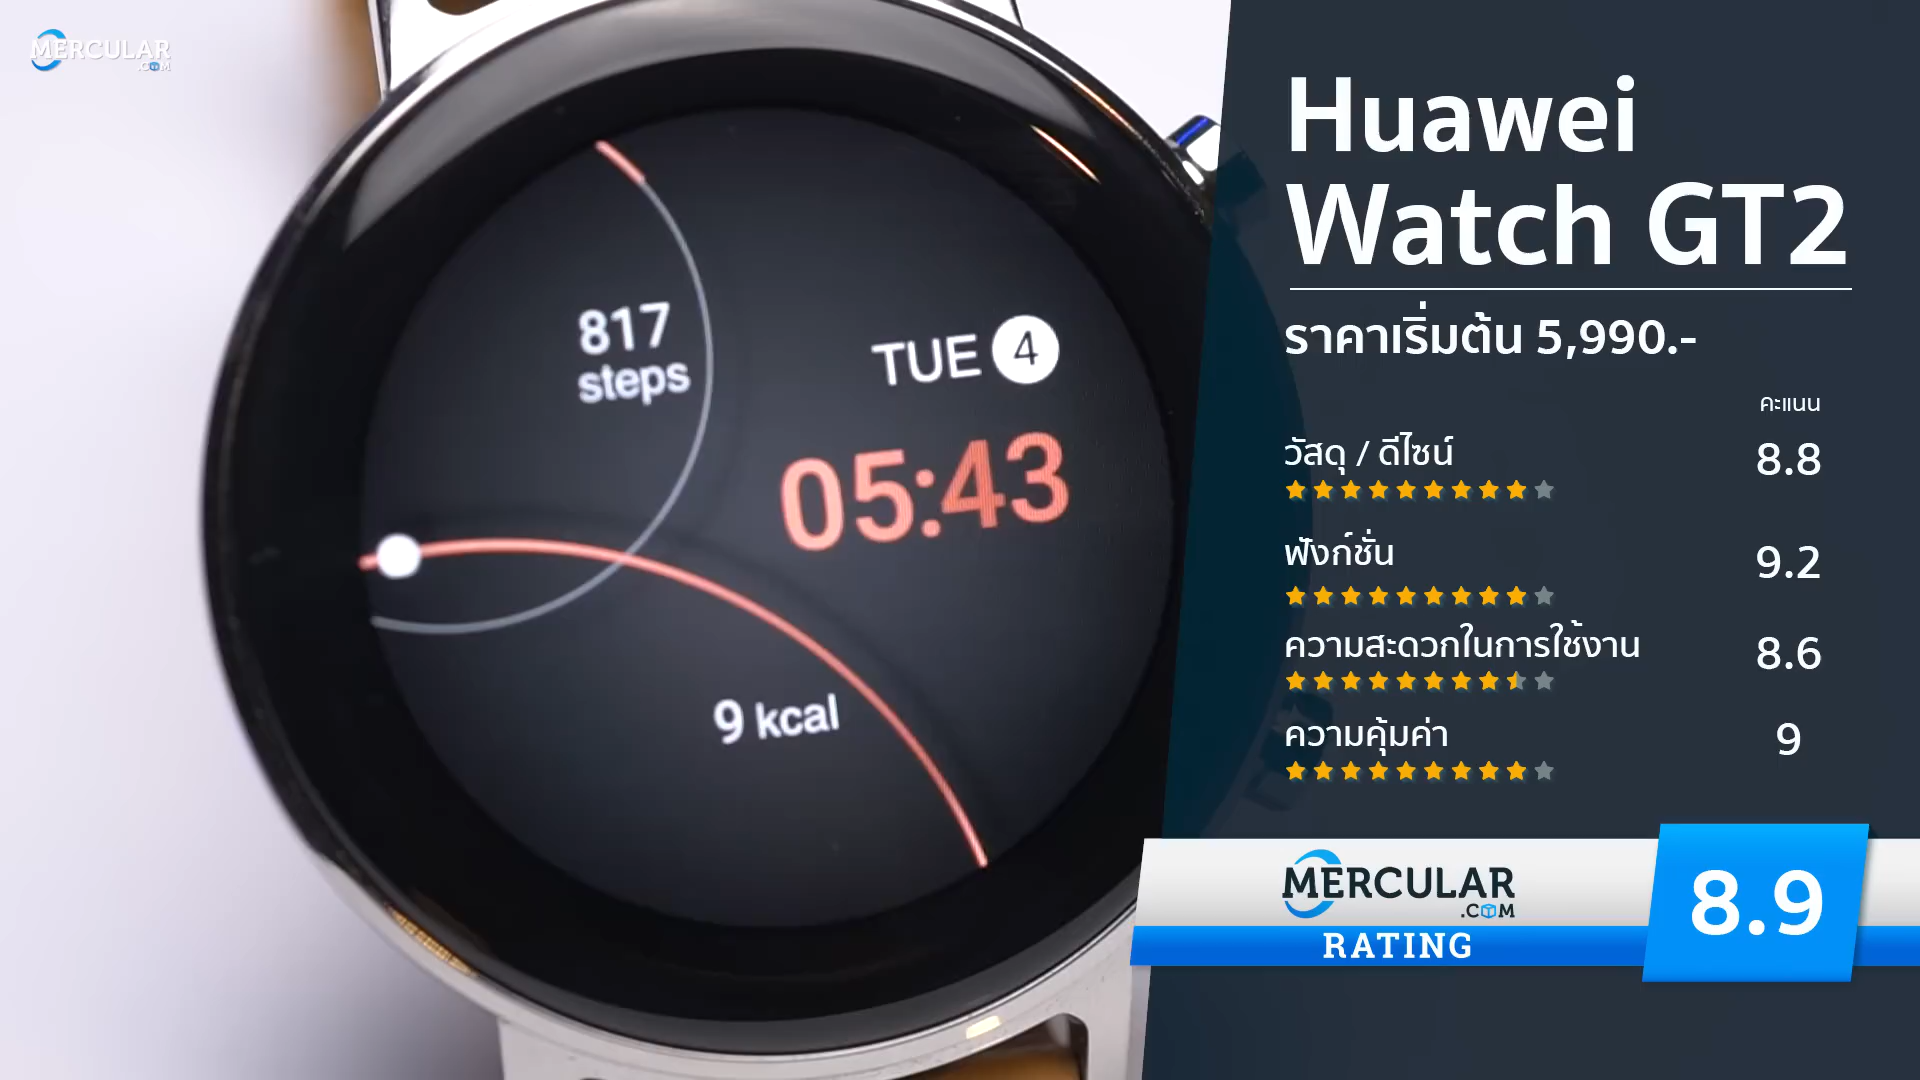 MERCULAR
.COM
817
steps
TUE 4
05:43
9 kcal
Huawei
Watch GT2
ราคาเริ่มต้น 5,990.-
คะแนน
วัสดุ / ดีไซน์ 8.8
ฟังก์ชั่น 9.2
ความสะดวกในการใช้งาน 8.6
ความคุ้มค่า 9
MERCULAR
.COM
RATING
8.9